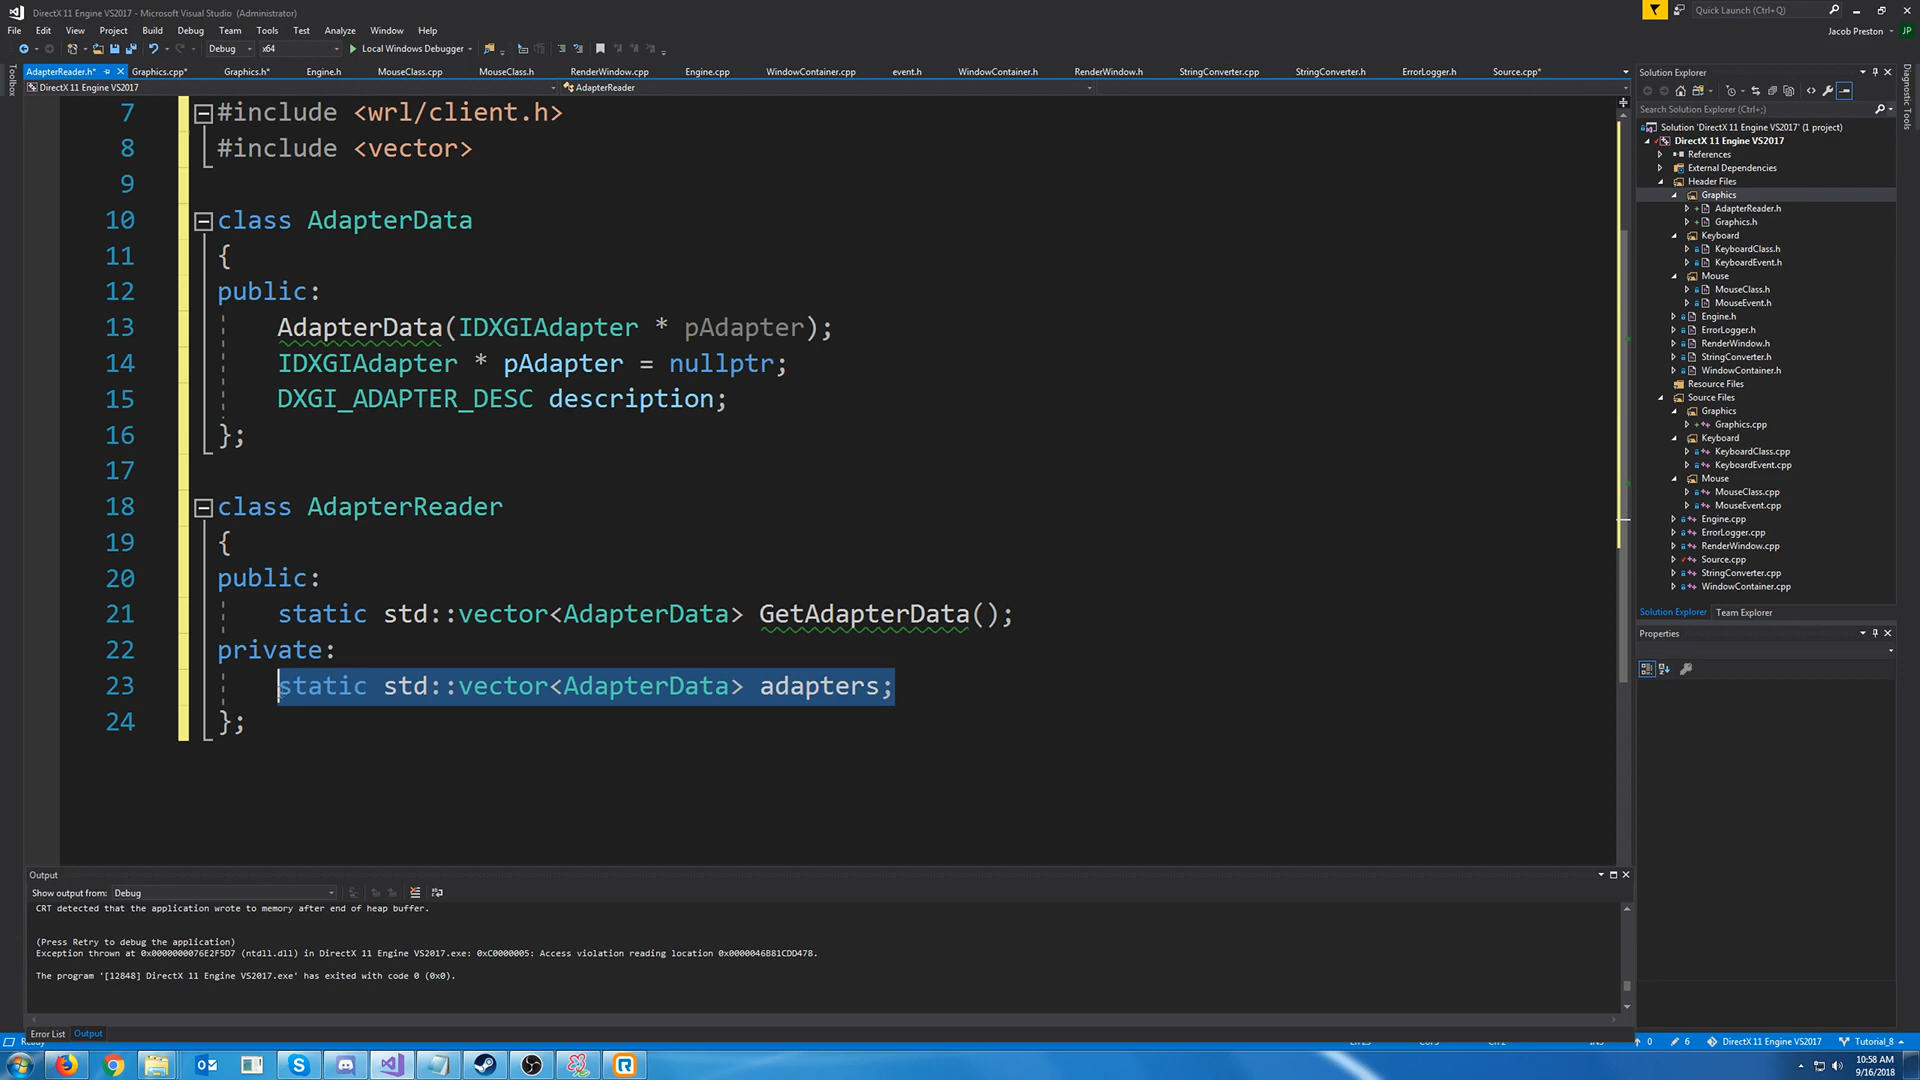 DirectX 11 Engine VS2017 - Microsoft Visual Studio (Administrator)
Quick Launch (Ctrl+Q)
File Edit View Project Build Debug Team Tools Test Analyze Window Help
Jacob Preston JP
Debug x64 Local Windows Debugger
AdapterReader.h* Graphics.cpp* Graphics.h* Engine.h MouseClass.cpp MouseClass.h RenderWindow.cpp Engine.cpp WindowContainer.cpp event.h WindowContainer.h RenderWindow.h StringConverter.cpp StringConverter.h ErrorLogger.h Source.cpp*
DirectX 11 Engine VS2017 AdapterReader
Toolbox
7 #include <wrl/client.h>
8 #include <vector>
9
10 class AdapterData
11 {
12 public:
13 AdapterData(IDXGIAdapter * pAdapter);
14 IDXGIAdapter * pAdapter = nullptr;
15 DXGI_ADAPTER_DESC description;
16 };
17
18 class AdapterReader
19 {
20 public:
21 static std::vector<AdapterData> GetAdapterData();
22 private:
23 static std::vector<AdapterData> adapters;
24 };
Solution Explorer
Search Solution Explorer (Ctrl+;)
Solution 'DirectX 11 Engine VS2017' (1 project)
DirectX 11 Engine VS2017
References
External Dependencies
Header Files
Graphics
AdapterReader.h
Graphics.h
Keyboard
KeyboardClass.h
KeyboardEvent.h
Mouse
MouseClass.h
MouseEvent.h
Engine.h
ErrorLogger.h
RenderWindow.h
StringConverter.h
WindowContainer.h
Resource Files
Source Files
Graphics
Graphics.cpp
Keyboard
KeyboardClass.cpp
KeyboardEvent.cpp
Mouse
MouseClass.cpp
MouseEvent.cpp
Engine.cpp
ErrorLogger.cpp
RenderWindow.cpp
Source.cpp
StringConverter.cpp
WindowContainer.cpp
Solution Explorer Team Explorer
Properties
Diagnostic Tools
Output
Show output from: Debug
CRT detected that the application wrote to memory after end of heap buffer.
(Press Retry to debug the application)
Exception thrown at 0x0000000076E2F5D7 (ntdll.dll) in DirectX 11 Engine VS2017.exe: 0xC0000005: Access violation reading location 0x0000046B81CDD478.
The program '[12848] DirectX 11 Engine VS2017.exe' has exited with code 0 (0x0).
Error List Output
Ready
0 6 DirectX 11 Engine VS2017 Tutorial_8
10:58 AM
9/16/2018